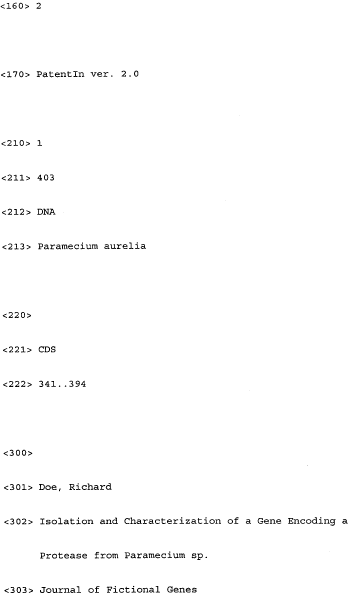 <160> 2
<170> PatentIn ver. 2.0
<210> 1
<211> 403
<212> DNA
<213> Paramecium aurelia
<220>
<221> CDS
<222> 341..394
<300>
<301> Doe, Richard
<302> Isolation and Characterization of a Gene Encoding a
Protease from Paramecium sp.
<303> Journal of Fictional Genes